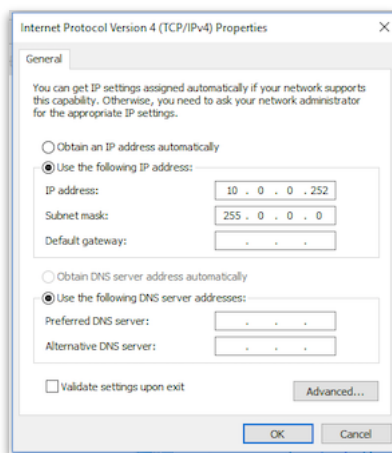 Internet Protocol Version 4 (TCP/IPv4) Properties
General
You can get IP settings assigned automatically if your network supports
this capability. Otherwise, you need to ask your network administrator
for the appropriate IP settings.
Obtain an IP address automatically
Use the following IP address:
IP address: 10 . 0 . 0 . 252
Subnet mask: 255 . 0 . 0 . 0
Default gateway: . . .
Obtain DNS server address automatically
Use the following DNS server addresses:
Preferred DNS server: . . .
Alternative DNS server: . . .
Validate settings upon exit
Advanced...
OK Cancel